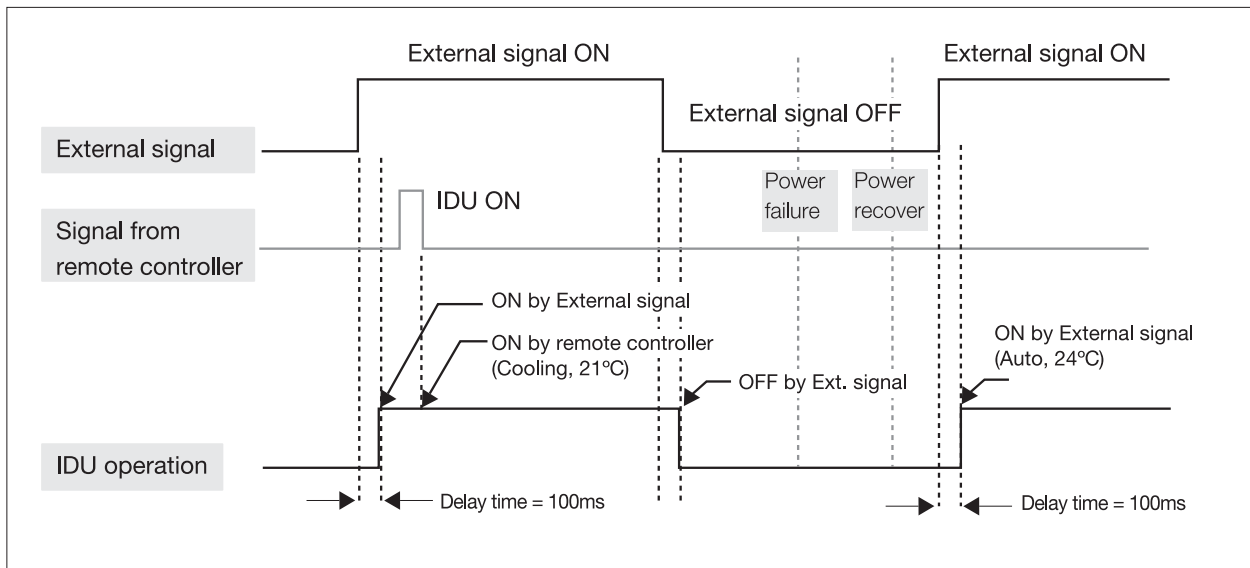 External signal ON
External signal ON
External signal OFF
External signal
Power
failure
Power
recover
IDU ON
Signal from
remote controller
ON by External signal
ON by remote controller
(Cooling, 21ºC)
ON by External signal
(Auto, 24ºC)
OFF by Ext. signal
IDU operation
Delay time = 100ms
Delay time = 100ms